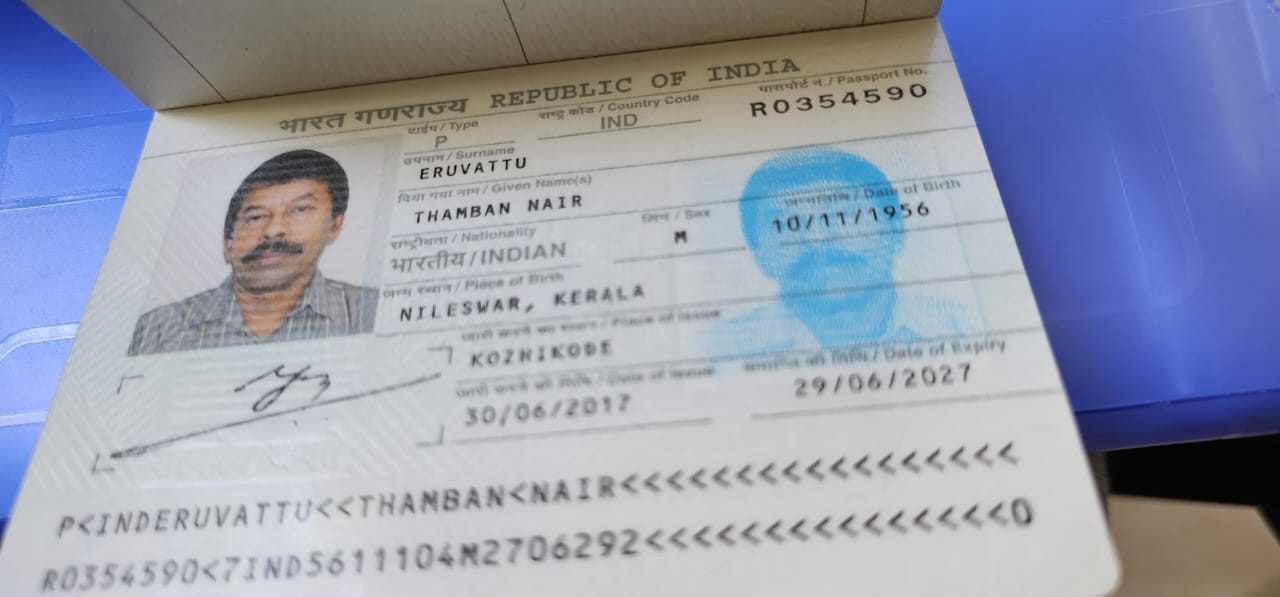 भारत गणराज्य REPUBLIC OF INDIA
टाईप / Type
राष्ट्र कोड / Country Code
पासपोर्ट नं. / Passport No.
P
IND
R0354590
उपनाम / Surname
ERUVATTU
दिया गया नाम / Given Name(s)
THAMBAN NAIR
राष्ट्रीयता / Nationality
लिंग / Sex
जन्मतिथि / Date of Birth
भारतीय / INDIAN
M
10/11/1956
जन्म स्थान / Place of Birth
NILESWAR, KERALA
जारी करने का स्थान / Place of Issue
KOZHIKODE
जारी करने की तिथि / Date of Issue
समाप्ति की तिथि / Date of Expiry
30/06/2017
29/06/2027
P<INDERUVATTU<<THAMBAN<NAIR<<<<<<<<<<<<<<<<<
R0354590<7IND5611104M2706292<<<<<<<<<<<<<<<0